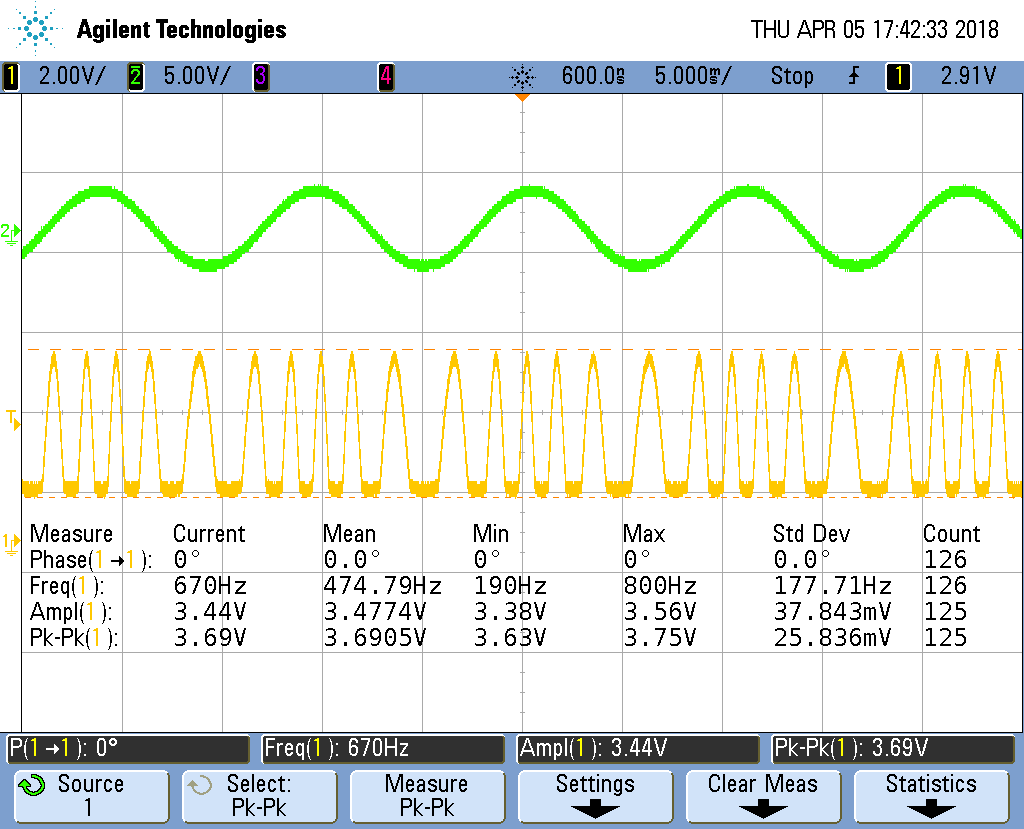 Agilent Technologies THU APR 05 17:42:33 2018
1 2.00V/ 2 5.00V/ 3 4 600.0s 5.000s/ Stop 1 2.91V
2
T
1
Measure Current Mean Min Max Std Dev Count
Phase(1→1): 0° 0.0° 0° 0° 0.0° 126
Freq(1): 670Hz 474.79Hz 190Hz 800Hz 177.71Hz 126
Ampl(1): 3.44V 3.4774V 3.38V 3.56V 37.843mV 125
Pk-Pk(1): 3.69V 3.6905V 3.63V 3.75V 25.836mV 125
P(1→1): 0° Freq(1): 670Hz Ampl(1): 3.44V Pk-Pk(1): 3.69V
Source Select: Measure Settings Clear Meas Statistics
1 Pk-Pk Pk-Pk